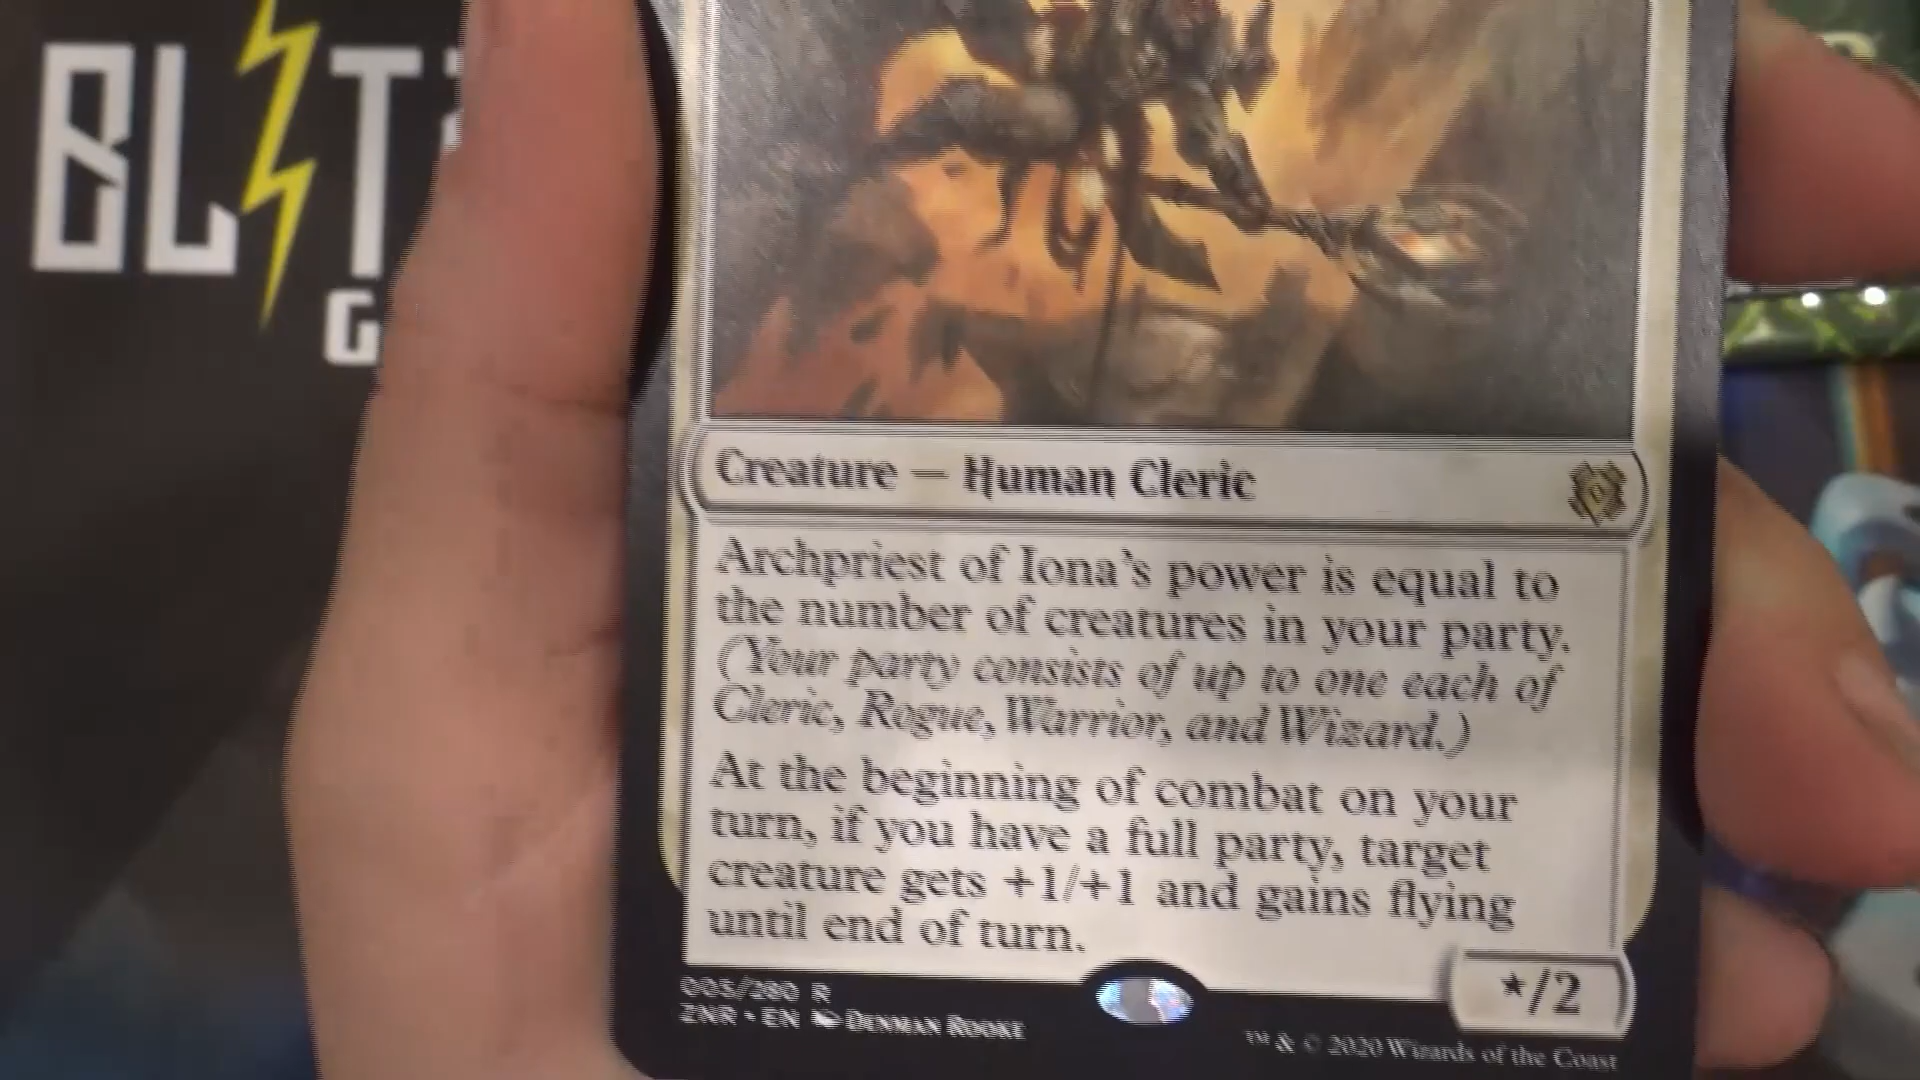 BL⚡T
G
Creature — Human Cleric
Archpriest of Iona's power is equal to
the number of creatures in your party.
(Your party consists of up to one each of
Cleric, Rogue, Warrior, and Wizard.)
At the beginning of combat on your
turn, if you have a full party, target
creature gets +1/+1 and gains flying
until end of turn.
*/2
005/280 R
ZNR • EN Denman Rooke
™ & © 2020 Wizards of the Coast